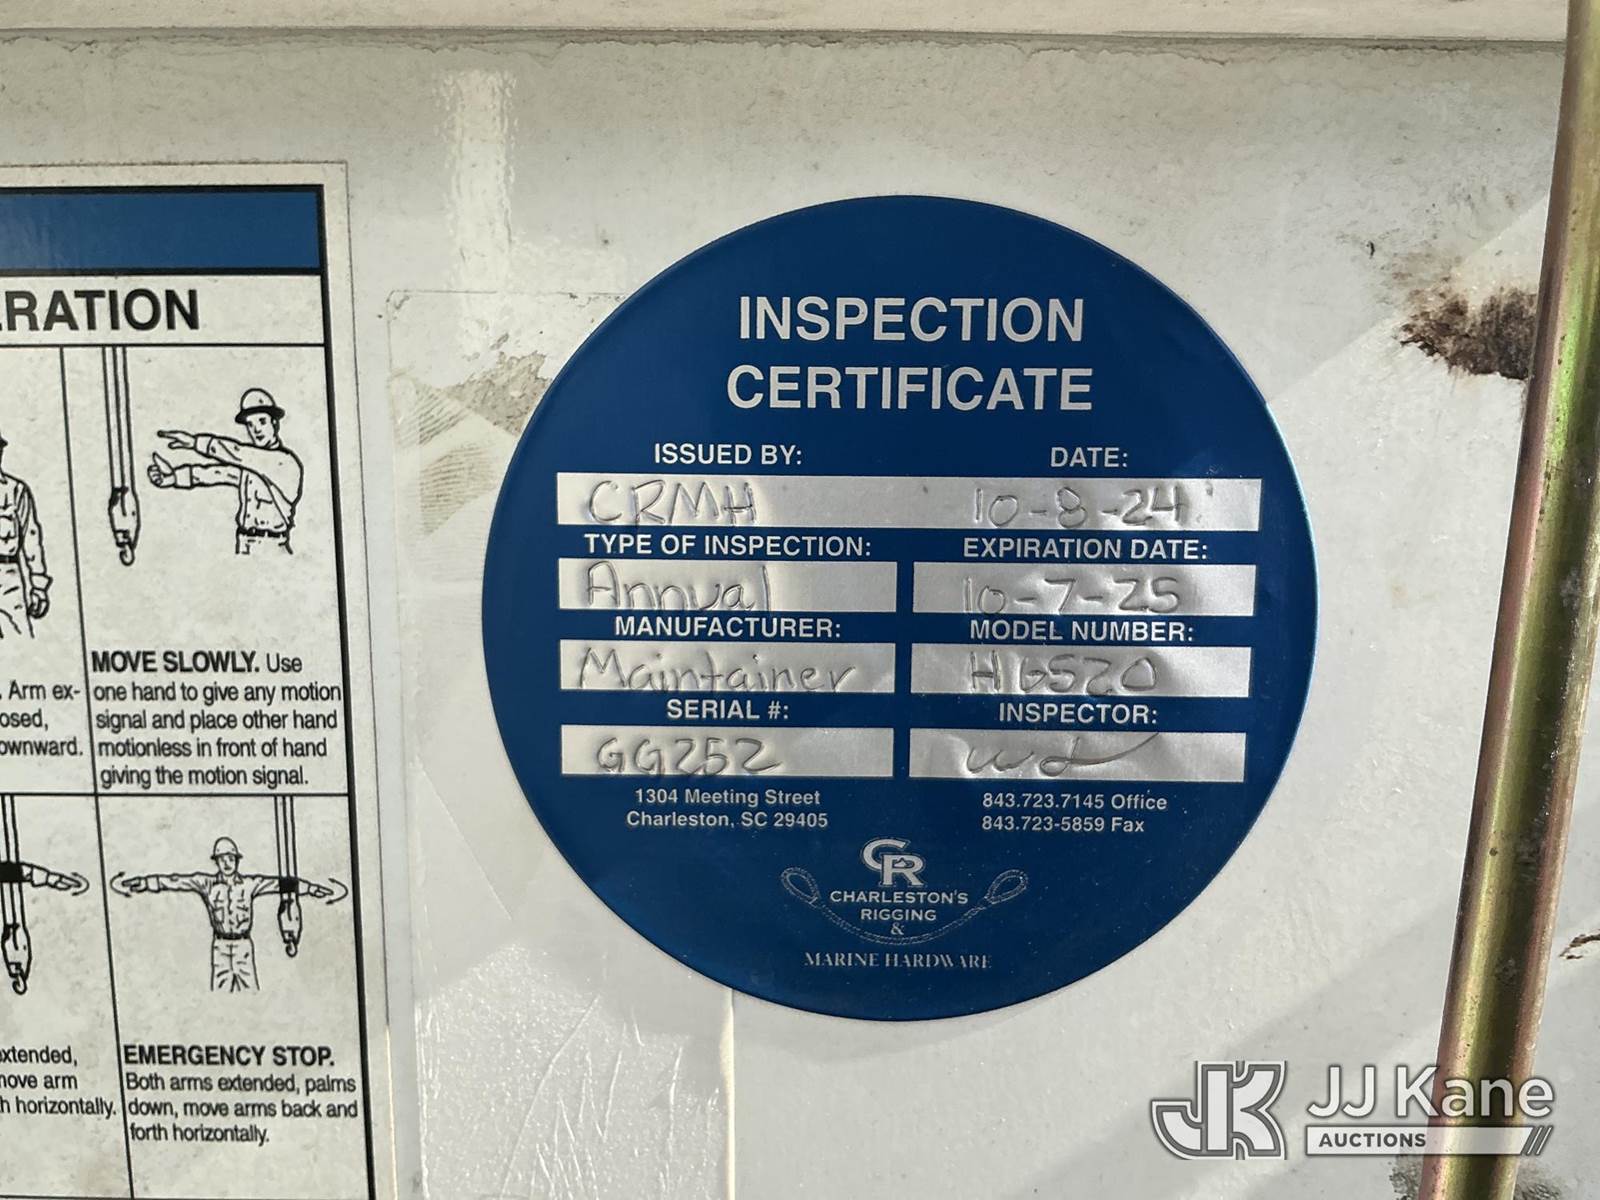 RATION
MOVE SLOWLY. Use
one hand to give any motion
signal and place other hand
motionless in front of hand
giving the motion signal.
Arm ex-
osed,
ownward.
xtended,
ove arm
h horizontally.
EMERGENCY STOP.
Both arms extended, palms
down, move arms back and
forth horizontally.
INSPECTION
CERTIFICATE
ISSUED BY: DATE:
CRMH 10-8-24
TYPE OF INSPECTION: EXPIRATION DATE:
Annual 10-7-25
MANUFACTURER: MODEL NUMBER:
Maintainer H6520
SERIAL #: INSPECTOR:
GG252
1304 Meeting Street 843.723.7145 Office
Charleston, SC 29405 843.723-5859 Fax
CR
CHARLESTON'S
RIGGING
&
MARINE HARDWARE
JK JJ Kane
AUCTIONS